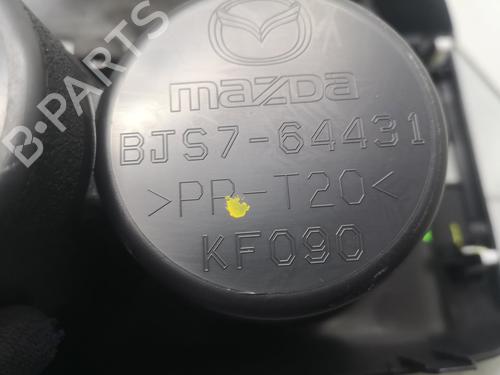 B-PARTS
mazda
BJS7-64431
>PP-T20<
KF090